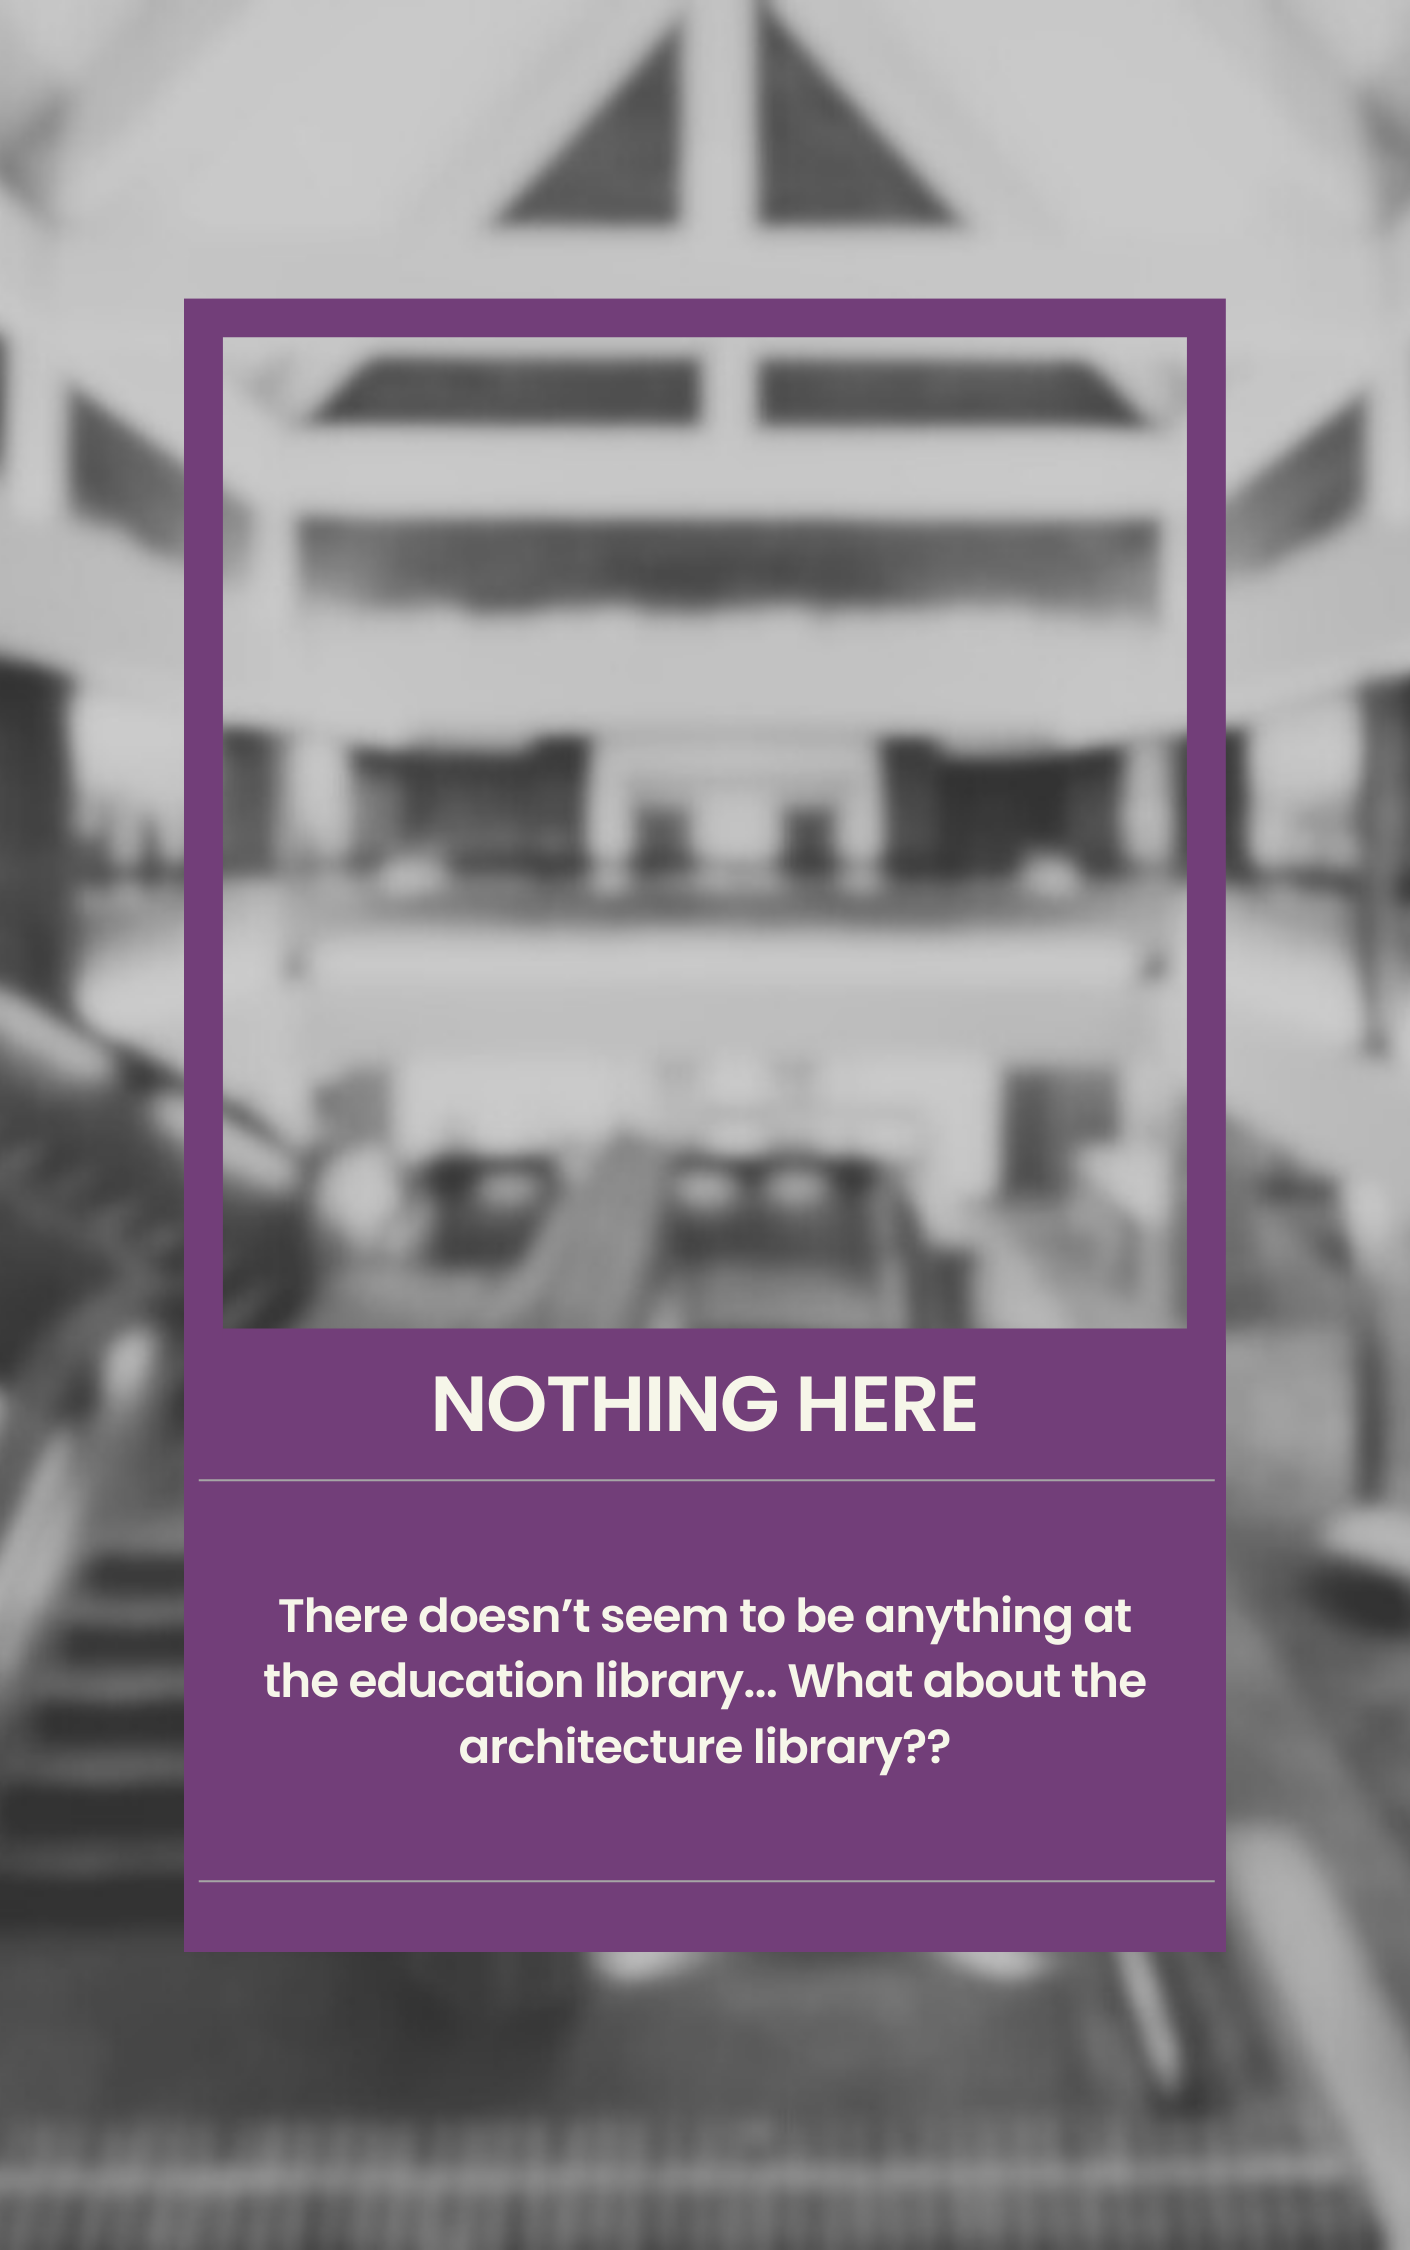 NOTHING HERE
There doesn’t seem to be anything at
the education library... What about the
architecture library??